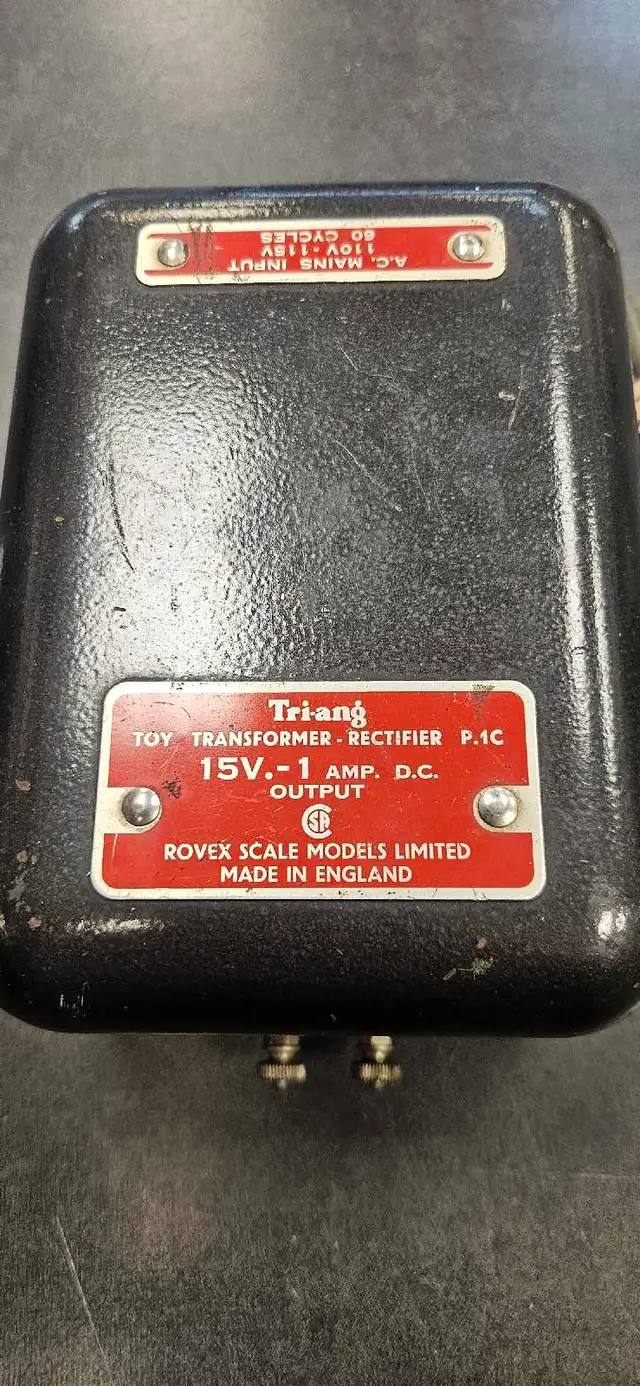 A.C. MAINS INPUT
110V - 115V
60 CYCLES
Tri-ang
TOY TRANSFORMER - RECTIFIER P.1C
15V.- 1 AMP. D.C.
OUTPUT
CSA
ROVEX SCALE MODELS LIMITED
MADE IN ENGLAND